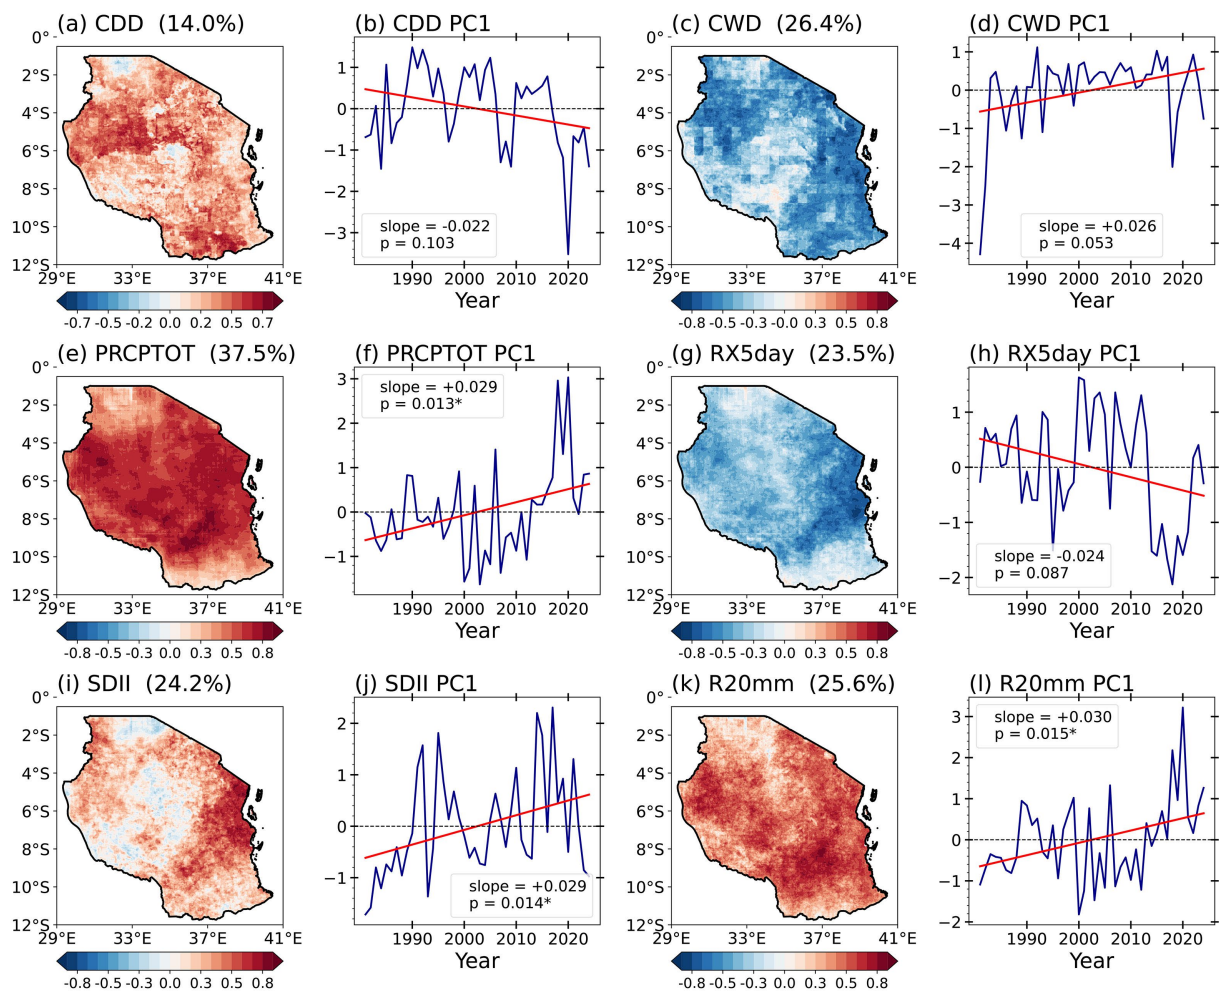 (a) CDD (14.0%)
(b) CDD PC1
(c) CWD (26.4%)
(d) CWD PC1
0°
2°S
4°S
6°S
8°S
10°S
12°S
29°E 33°E 37°E 41°E
-0.7 -0.5 -0.2 0.0 0.3 0.5 0.7
1
0
−1
−2
−3
slope = -0.022
p = 0.103
1990 2000 2010 2020
Year
0°
2°S
4°S
6°S
8°S
10°S
12°S
29°E 33°E 37°E 41°E
-0.8 -0.5 -0.3 0.0 0.3 0.5 0.8
1
0
−1
−2
−3
−4
slope = +0.026
p = 0.053
1990 2000 2010 2020
Year
(e) PRCPTOT (37.5%)
(f) PRCPTOT PC1
(g) RX5day (23.5%)
(h) RX5day PC1
0°
2°S
4°S
6°S
8°S
10°S
12°S
29°E 33°E 37°E 41°E
-0.8 -0.5 -0.3 0.0 0.3 0.5 0.8
3
2
1
0
−1
slope = +0.029
p = 0.013*
1990 2000 2010 2020
Year
0°
2°S
4°S
6°S
8°S
10°S
12°S
29°E 33°E 37°E 41°E
-0.8 -0.5 -0.3 0.0 0.3 0.5 0.8
1
0
−1
−2
slope = -0.024
p = 0.087
1990 2000 2010 2020
Year
(i) SDII (24.2%)
(j) SDII PC1
(k) R20mm (25.6%)
(l) R20mm PC1
0°
2°S
4°S
6°S
8°S
10°S
12°S
29°E 33°E 37°E 41°E
-0.8 -0.5 -0.3 0.0 0.3 0.5 0.8
2
1
0
−1
slope = +0.029
p = 0.014*
1990 2000 2010 2020
Year
0°
2°S
4°S
6°S
8°S
10°S
12°S
29°E 33°E 37°E 41°E
-0.8 -0.5 -0.3 0.0 0.3 0.5 0.8
3
2
1
0
−1
−2
slope = +0.030
p = 0.015*
1990 2000 2010 2020
Year